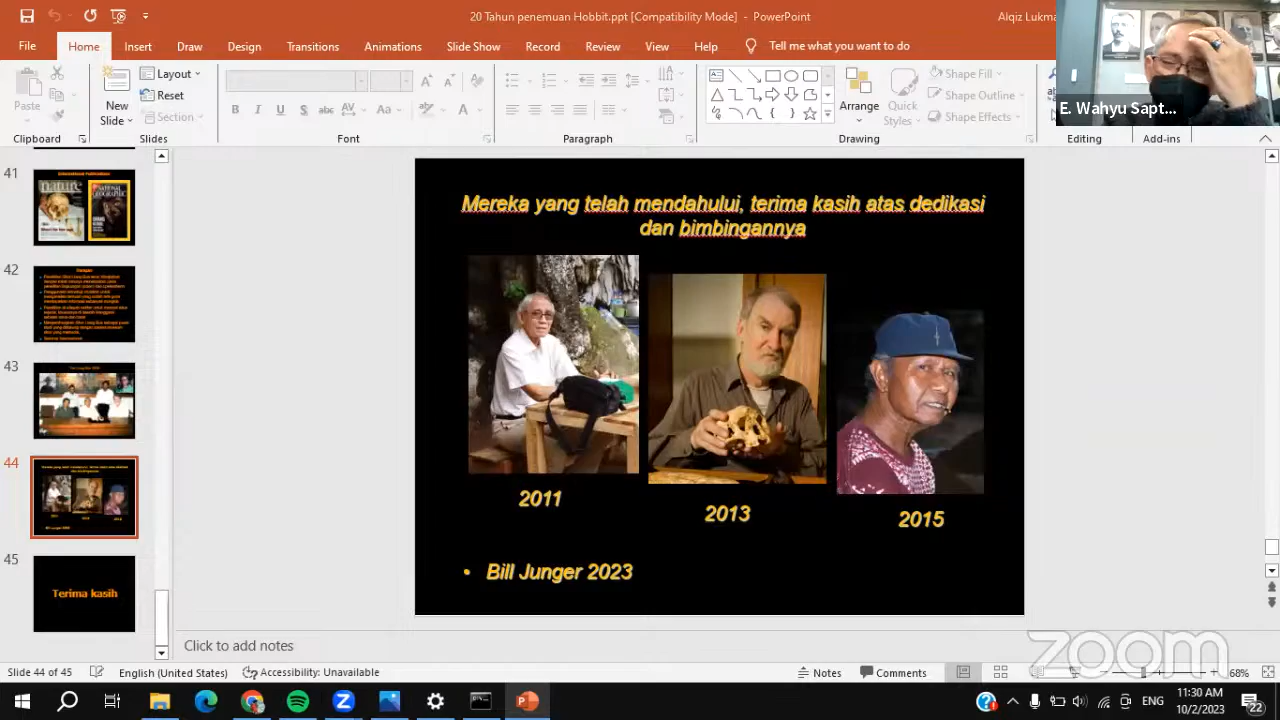 20 Tahun penemuan Hobbit.ppt [Compatibility Mode] - PowerPoint
Alqiz Lukma
File Home Insert Draw Design Transitions Animations Slide Show Record Review View Help Tell me what you want to do
Paste
New
Slide
Layout
Reset
Section
Arrange
Quick
Styles
Shape Fill
Shape Outline
Shape Effects
E. Wahyu Sapt...
Clipboard Slides Font Paragraph Drawing Editing Add-ins
41
nature
42
43
44
45
Terima kasih
Mereka yang telah mendahului, terima kasih atas dedikasi
dan bimbingannya
2011
2013
2015
Bill Junger 2023
Click to add notes
zoom
Slide 44 of 45 English (United States) Accessibility: Unavailable Notes Comments 68%
ENG
11:30 AM
10/2/2023
22